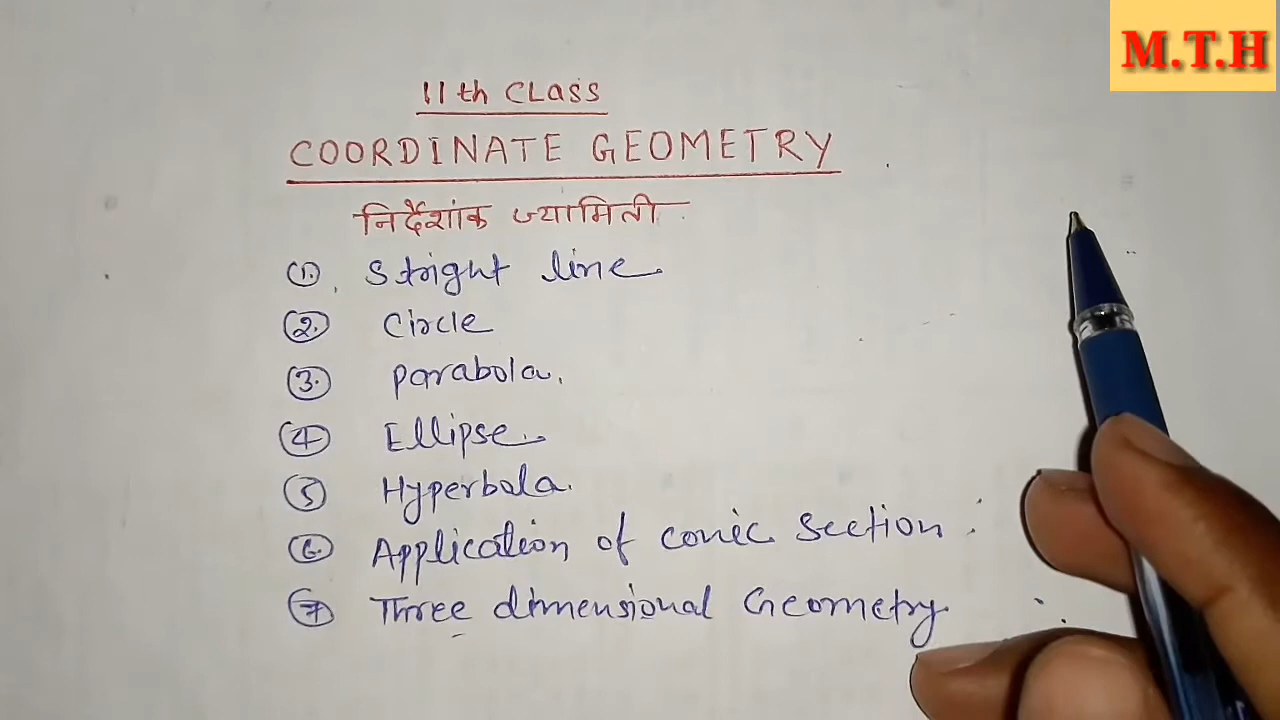 M.T.H
11th CLASS
COORDINATE GEOMETRY
निर्देशांक ज्यामिती
1. Stright line
2. Circle
3. Parabola.
4 Ellipse.
5 Hyperbola.
6. Application of conic section.
7 Three dimensional Geometry.